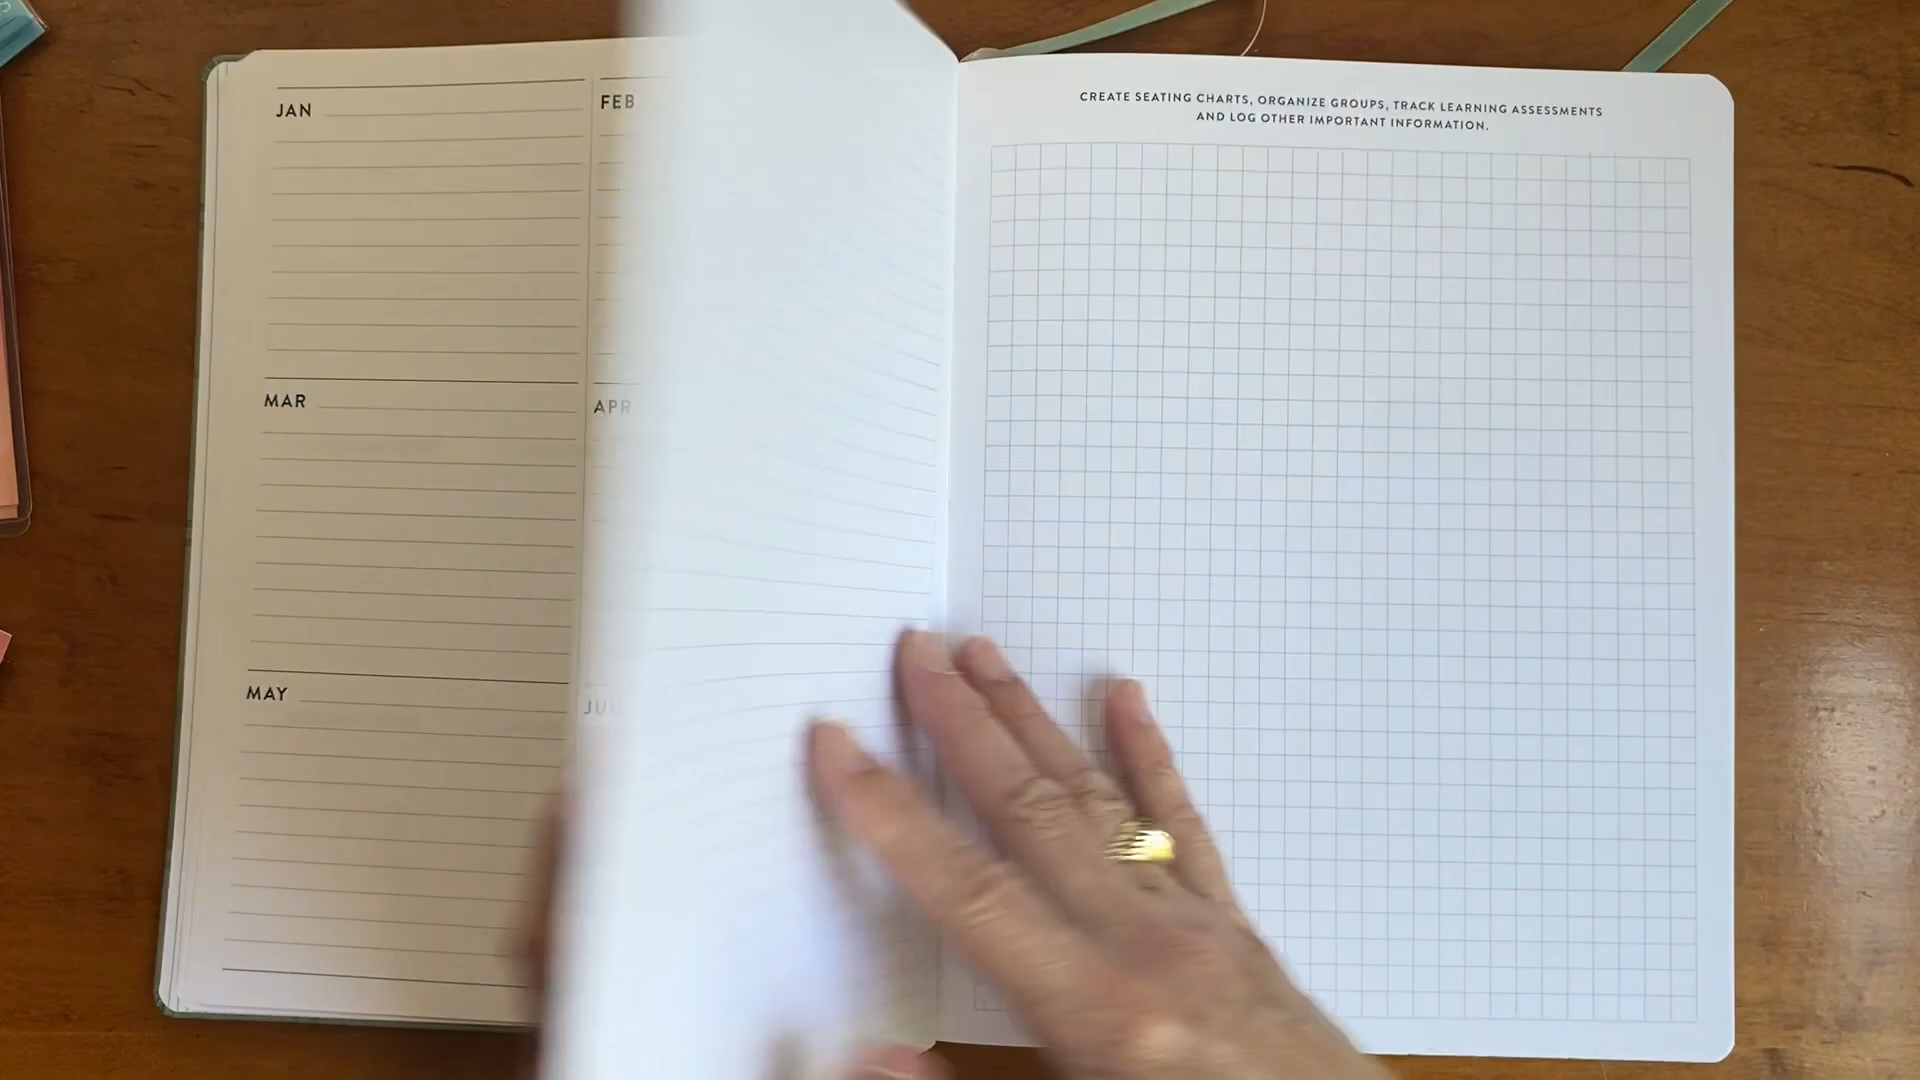 JAN
FEB
MAR
APR
MAY
CREATE SEATING CHARTS, ORGANIZE GROUPS, TRACK LEARNING ASSESSMENTS
AND LOG OTHER IMPORTANT INFORMATION.